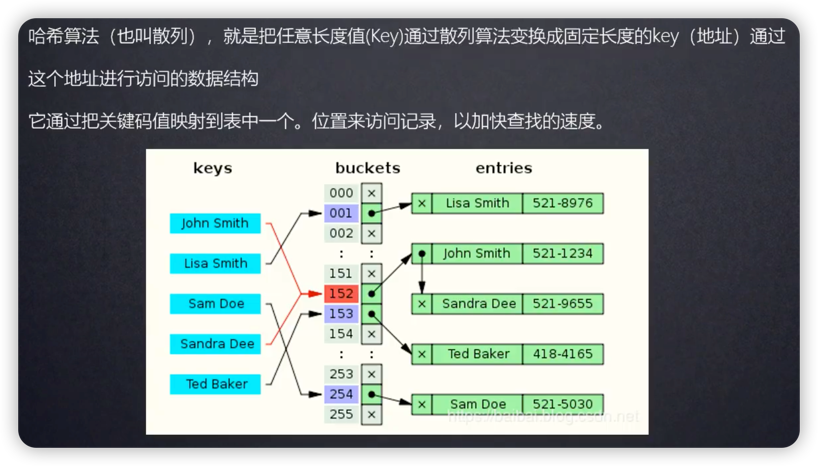 哈希算法（也叫散列），就是把任意长度值(Key)通过散列算法变换成固定长度的key（地址）通过
这个地址进行访问的数据结构
它通过把关键码值映射到表中一个。位置来访问记录，以加快查找的速度。
keys buckets entries
000 ×
John Smith 001 × Lisa Smith 521-8976
002 ×
: :
Lisa Smith 151 × John Smith 521-1234
Sam Doe 152 × Sandra Dee 521-9655
153
Sandra Dee 154 × × Ted Baker 418-4165
: :
Ted Baker 253 ×
254 × Sam Doe 521-5030
255 ×